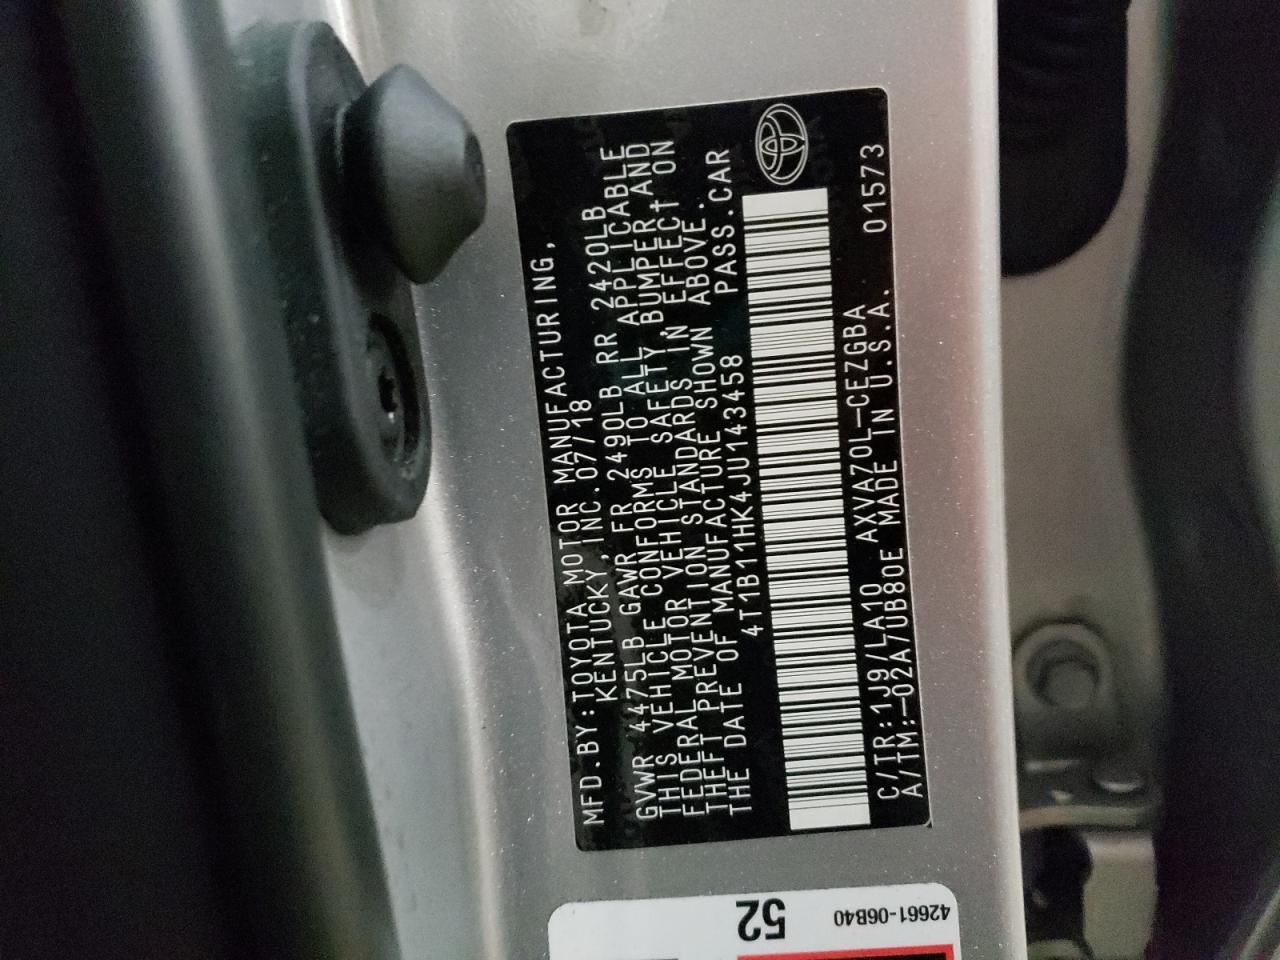 MFD.BY:TOYOTA MOTOR MANUFACTURING,
KENTUCKY,INC.07/18
GVWR 4475LB GAWR FR 2490LB RR 2420LB
THIS VEHICLE CONFORMS TO ALL APPLICABLE
FEDERAL MOTOR VEHICLE SAFETY,BUMPER,AND
THEFT PREVENTION STANDARDS IN EFFECT ON
THE DATE OF MANUFACTURE SHOWN ABOVE.
4T1B11HK4JU143458 PASS.CAR
C/TR:1J9/LA10 AXVA70L-CEZGBA
A/TM:-02A/UB80E MADE IN U.S.A. 01573
52
42661-06B40